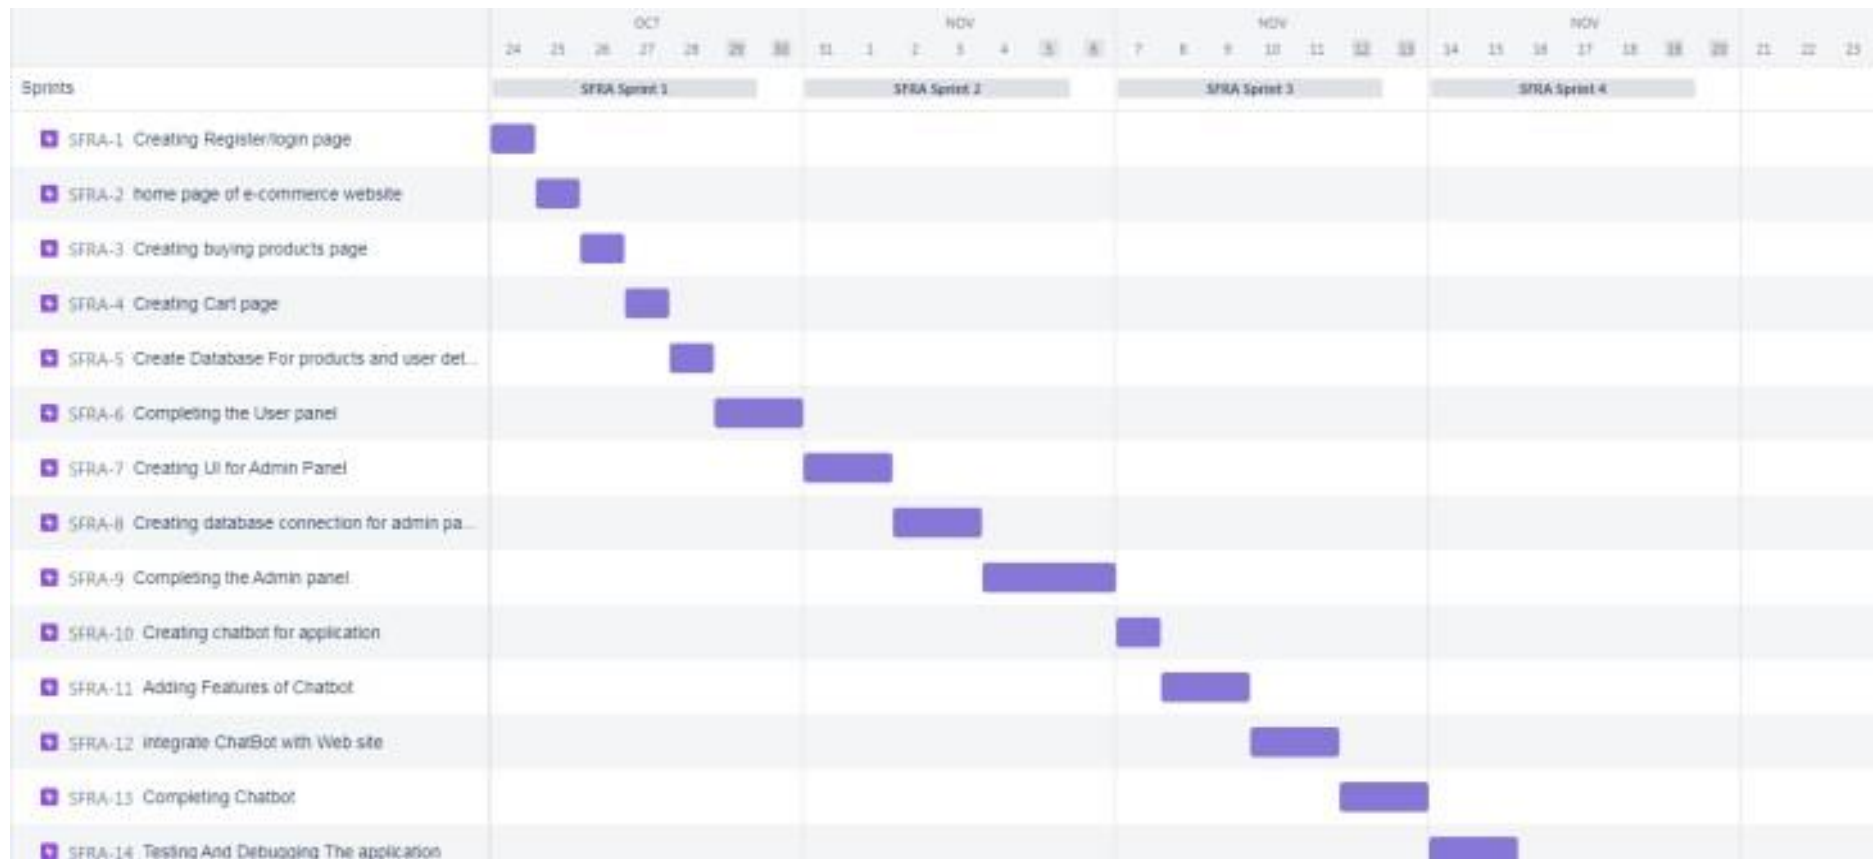 OCT NOV NOV NOV
24 25 26 27 28 29 30 31 1 2 3 4 5 6 7 8 9 10 11 12 13 14 15 16 17 18 19 20 21 22 23
Sprints SFRA Sprint 1 SFRA Sprint 2 SFRA Sprint 3 SFRA Sprint 4
SFRA-1 Creating Register/login page
SFRA-2 home page of e-commerce website
SFRA-3 Creating buying products page
SFRA-4 Creating Cart page
SFRA-5 Create Database For products and user det...
SFRA-6 Completing the User panel
SFRA-7 Creating UI for Admin Panel
SFRA-8 Creating database connection for admin pa...
SFRA-9 Completing the Admin panel
SFRA-10 Creating chatbot for application
SFRA-11 Adding Features of Chatbot
SFRA-12 integrate ChatBot with Web site
SFRA-13 Completing Chatbot
SFRA-14 Testing And Debugging The application